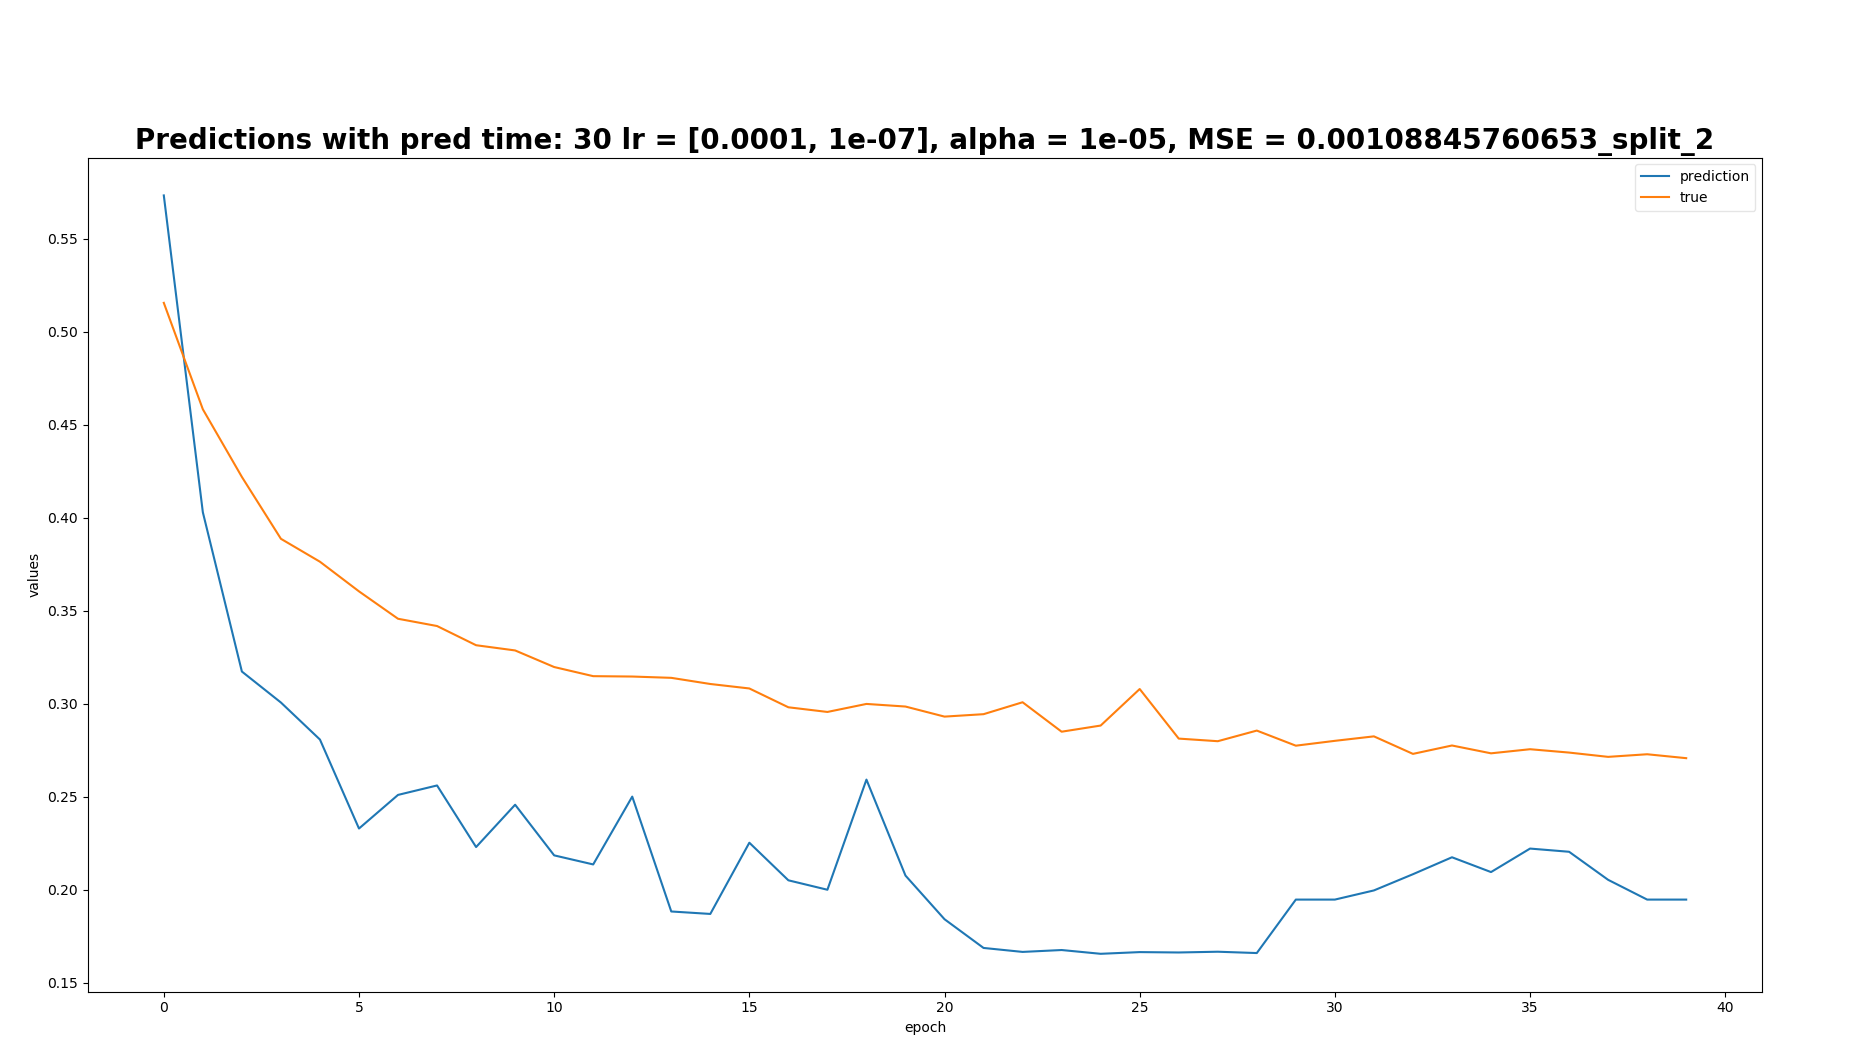 Predictions with pred time: 30 lr = [0.0001, 1e-07], alpha = 1e-05, MSE = 0.00108845760653_split_2
prediction
true
0.55
0.50
0.45
0.40
0.35
0.30
0.25
0.20
0.15
values
0 5 10 15 20 25 30 35 40
epoch